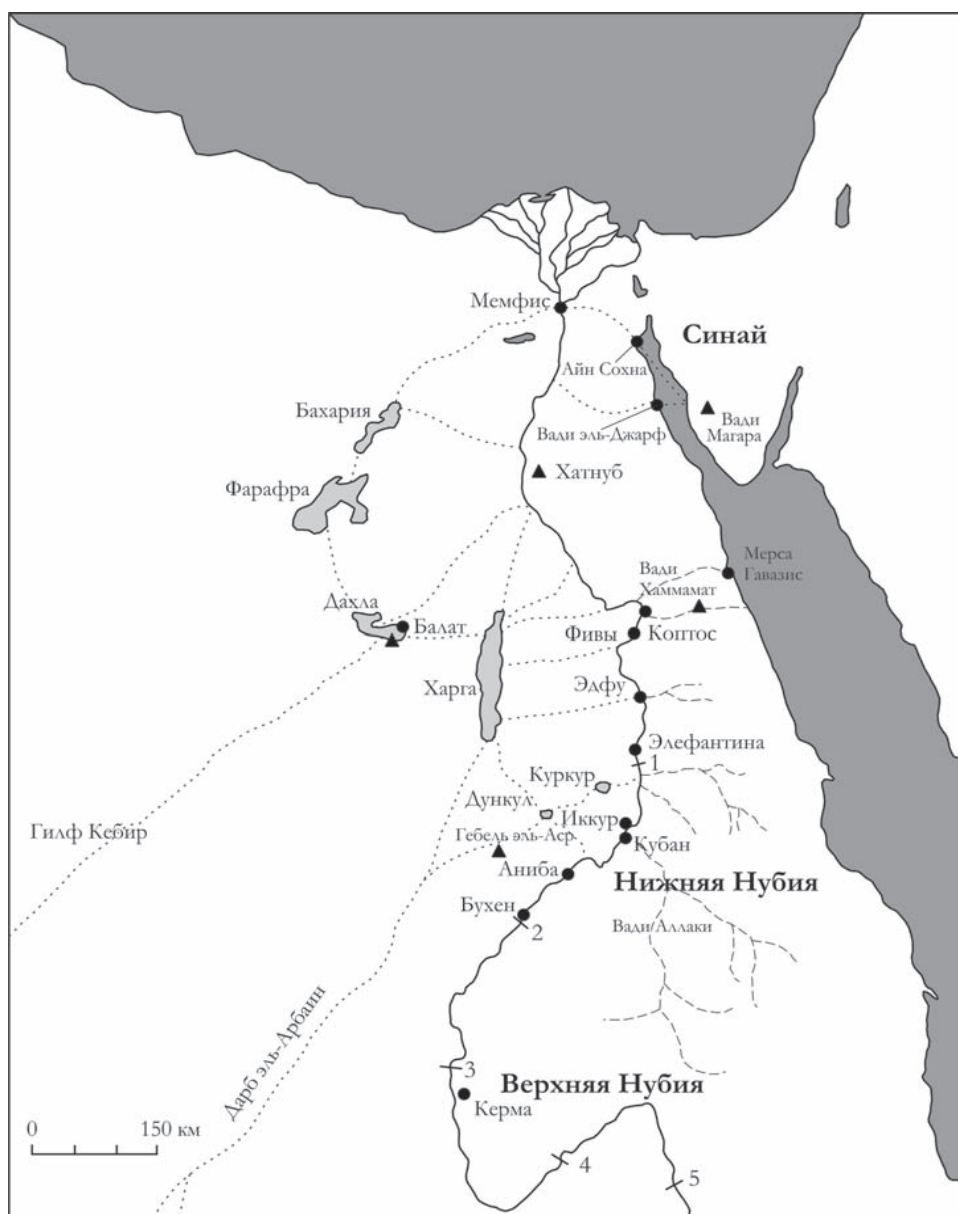 Мемфис
Синай
Айн Сохна
Бахария
Вади эль-Джарф
Вади
Магара
Хатнуб
Фарафра
Мерса
Гавазис
Вади
Хаммамат
Дахла
Балат
Фивы
Коптос
Харга
Эдфу
Элефантина
1
Куркур
Дункул
Иккур
Гилф Кебир
Гебель эль-Аср
Кубан
Аниба
Нижняя Нубия
Бухен
2
Вади Аллаки
Дарб эль-Арбаин
3
Верхняя Нубия
Керма
0 150 км
4
5